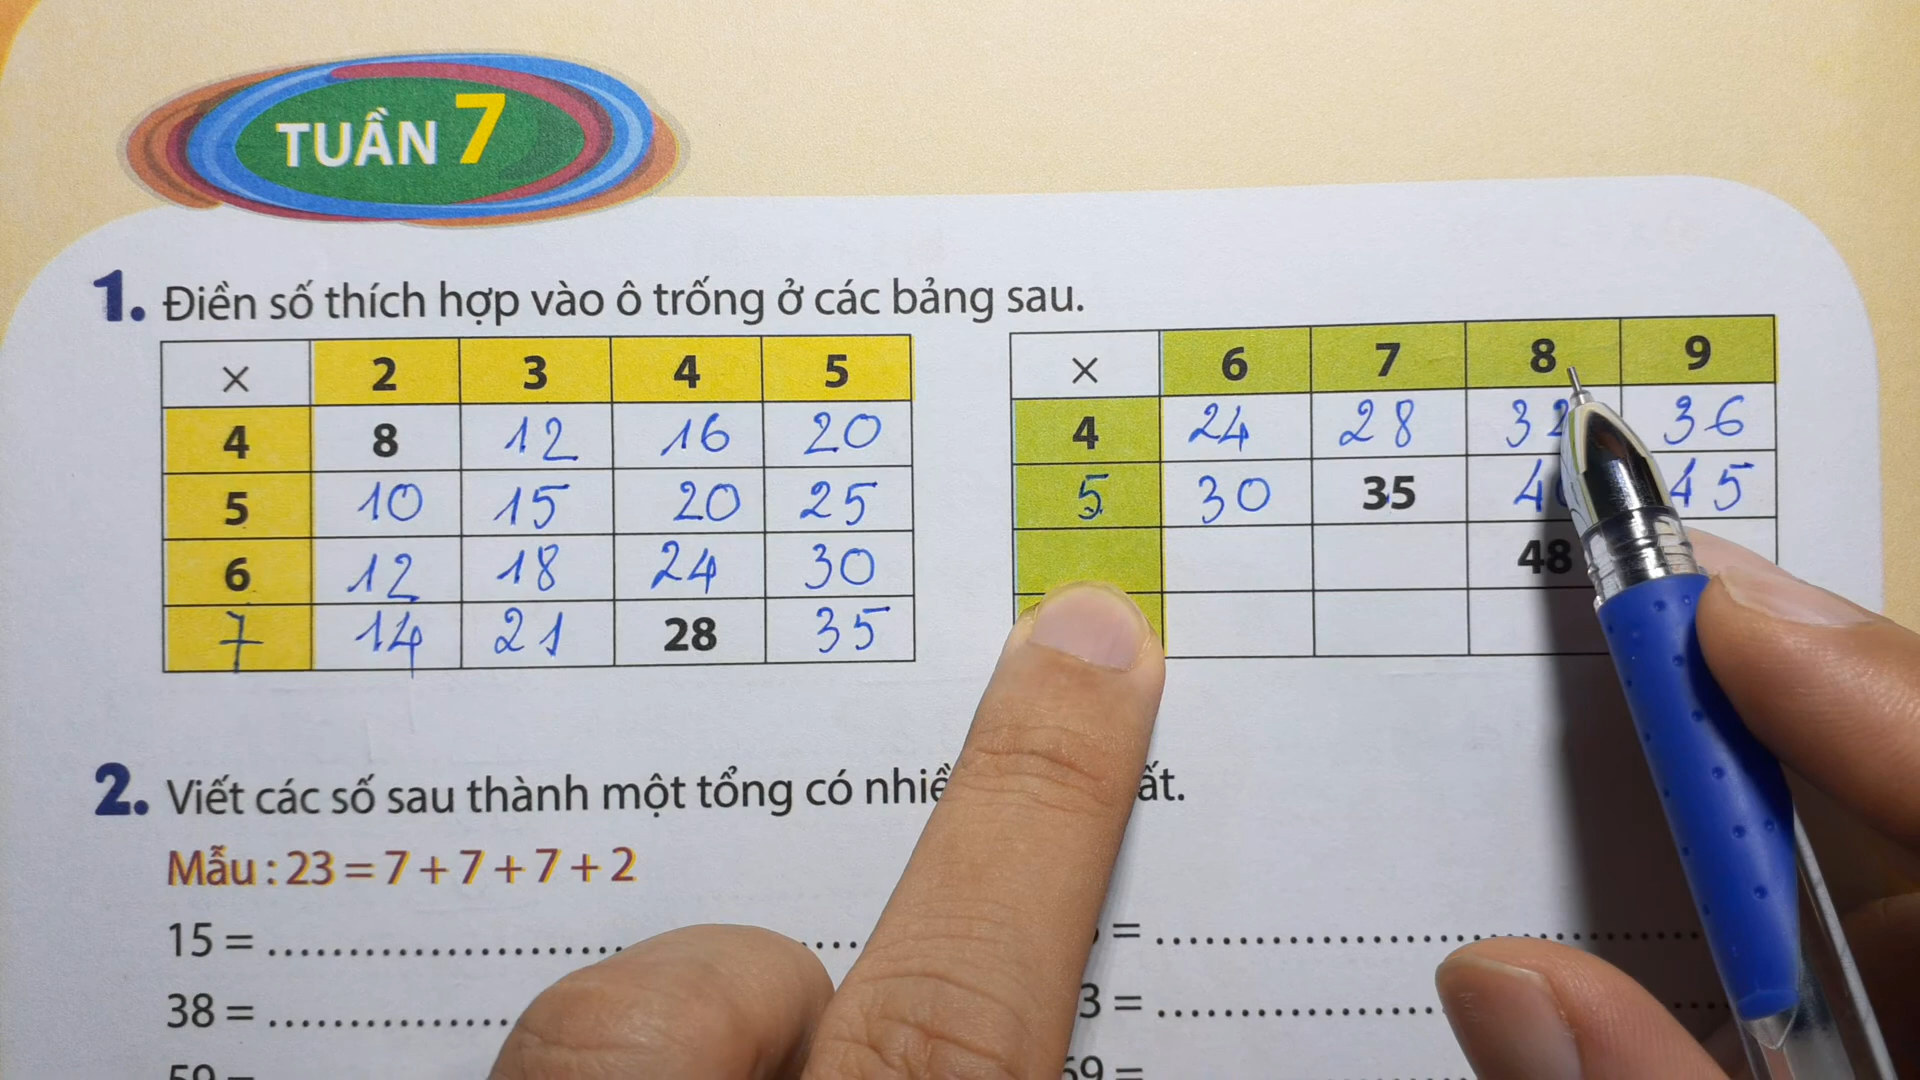 TUẦN 7
1. Điền số thích hợp vào ô trống ở các bảng sau.
× 2 3 4 5
4 8 12 16 20
5 10 15 20 25
6 12 18 24 30
7 14 21 28 35
× 6 7 8 9
4 24 28 32 36
5 30 35 40 45
48
2. Viết các số sau thành một tổng có
Mẫu : 23 = 7 + 7 + 7 + 2
15 = ..............................
= ..............................
38 = ..............................
3 = ..............................